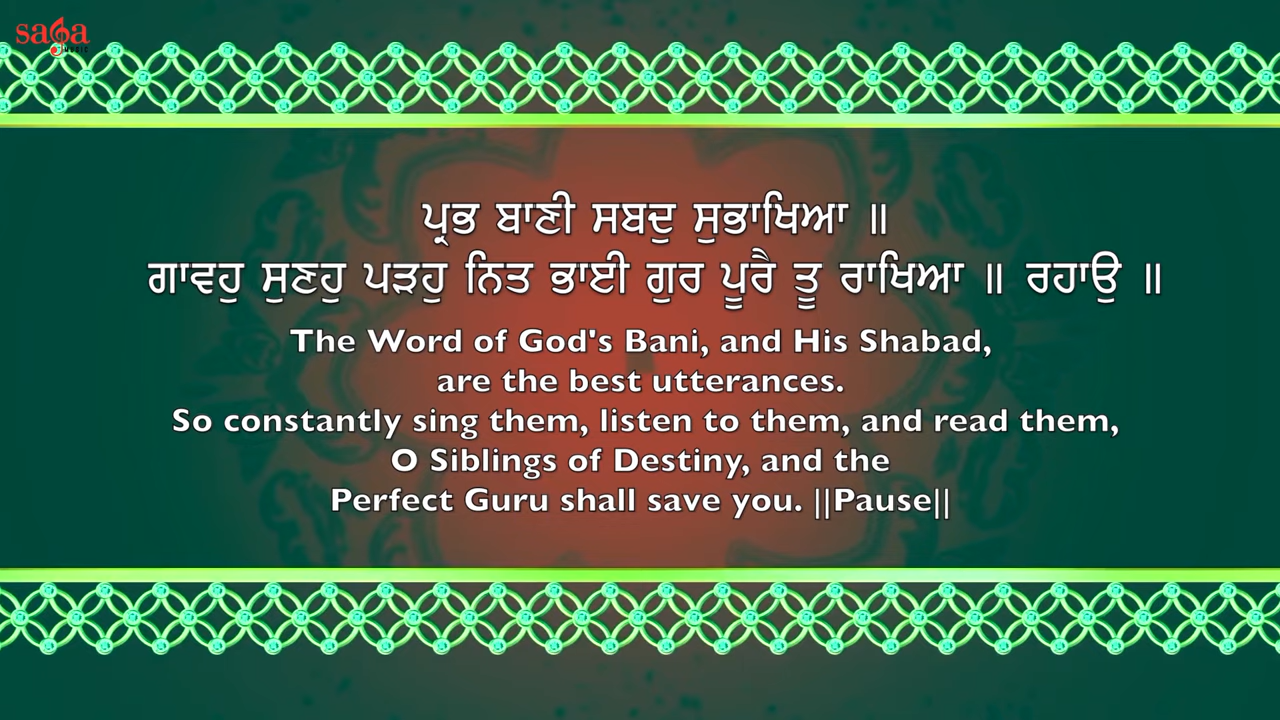 saga
MUSIC
ਪ੍ਰਭ ਬਾਣੀ ਸਬਦੁ ਸੁਭਾਖਿਆ ॥
ਗਾਵਹੁ ਸੁਣਹੁ ਪੜਹੁ ਨਿਤ ਭਾਈ ਗੁਰ ਪੂਰੈ ਤੂ ਰਾਖਿਆ ॥ ਰਹਾਉ ॥
The Word of God's Bani, and His Shabad,
are the best utterances.
So constantly sing them, listen to them, and read them,
O Siblings of Destiny, and the
Perfect Guru shall save you. ||Pause||